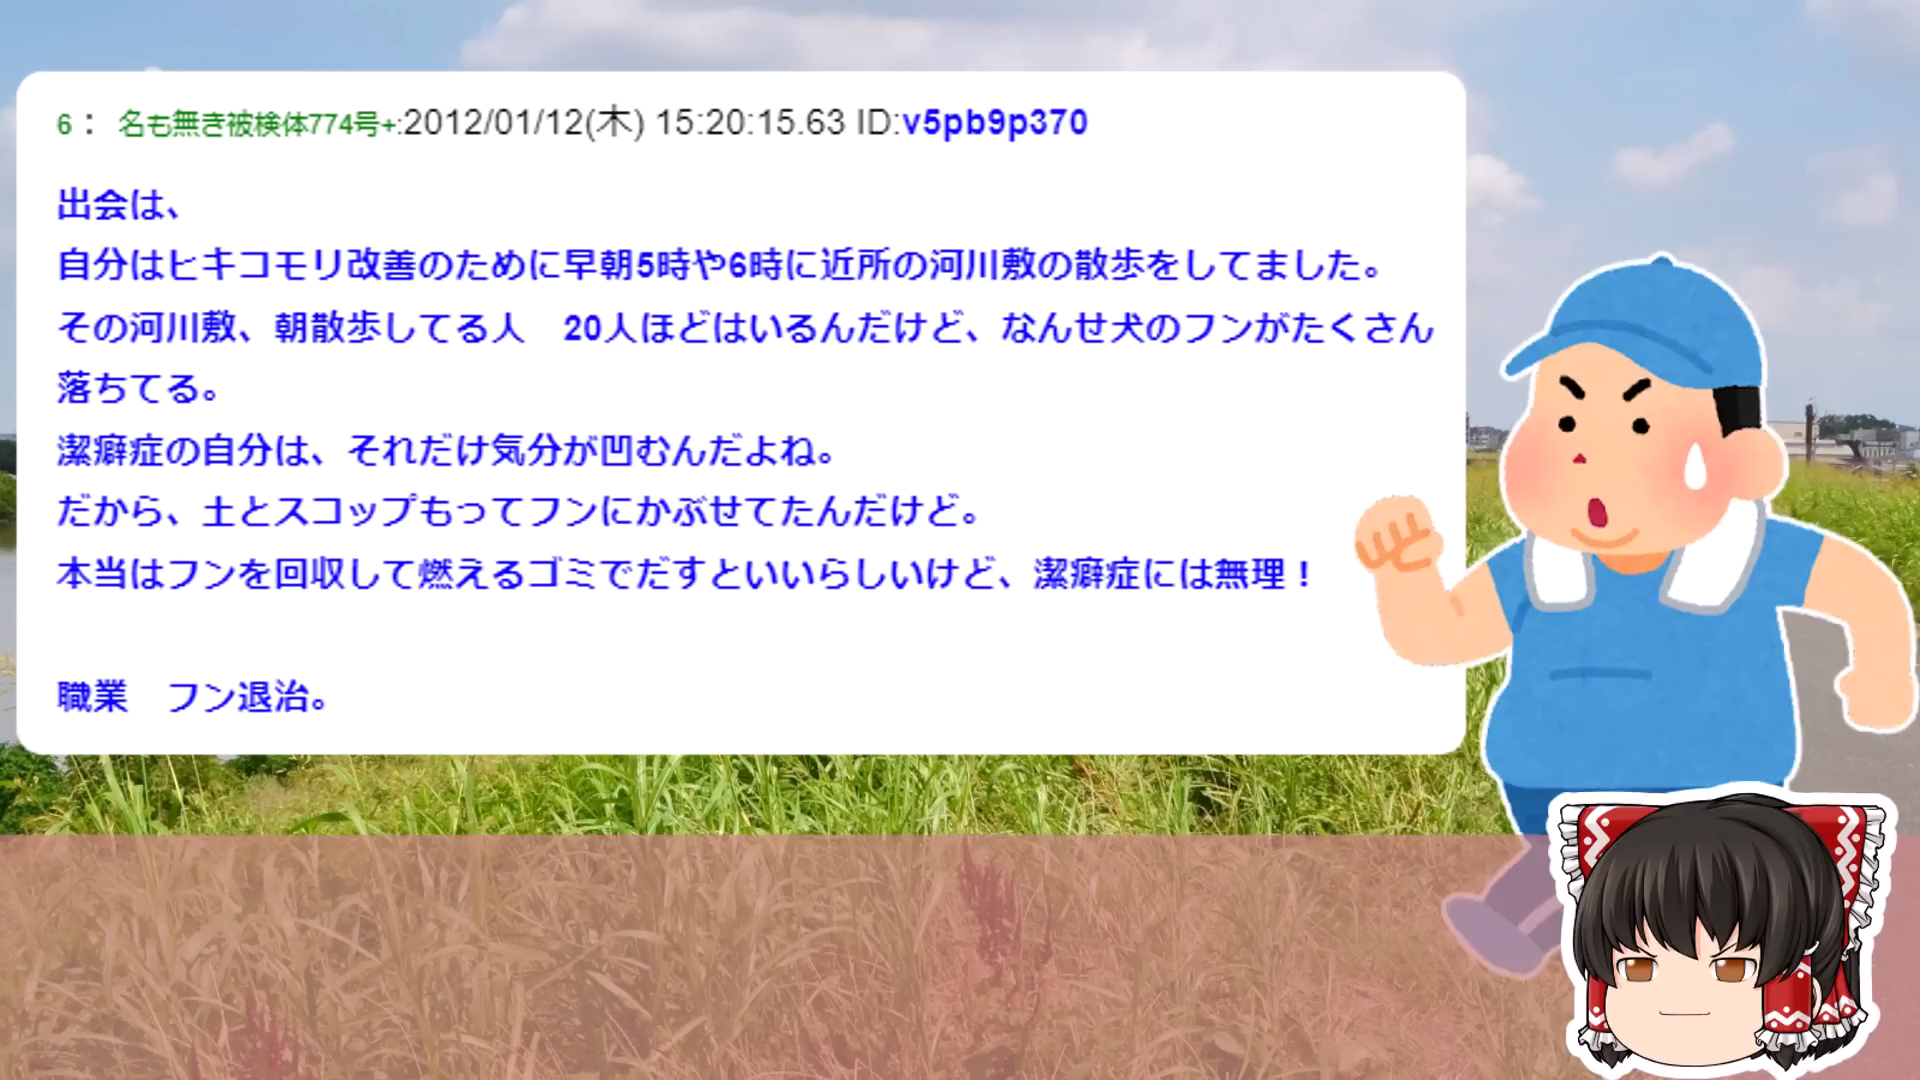 6： 名も無き被検体774号+:2012/01/12(木) 15:20:15.63 ID:v5pb9p370
出会は、
自分はヒキコモリ改善のために早朝5時や6時に近所の河川敷の散歩をしてました。
その河川敷、朝散歩してる人　20人ほどはいるんだけど、なんせ犬のフンがたくさん
落ちてる。
潔癖症の自分は、それだけ気分が凹むんだよね。
だから、土とスコップもってフンにかぶせてたんだけど。
本当はフンを回収して燃えるゴミでだすといいらしいけど、潔癖症には無理！
職業　フン退治。